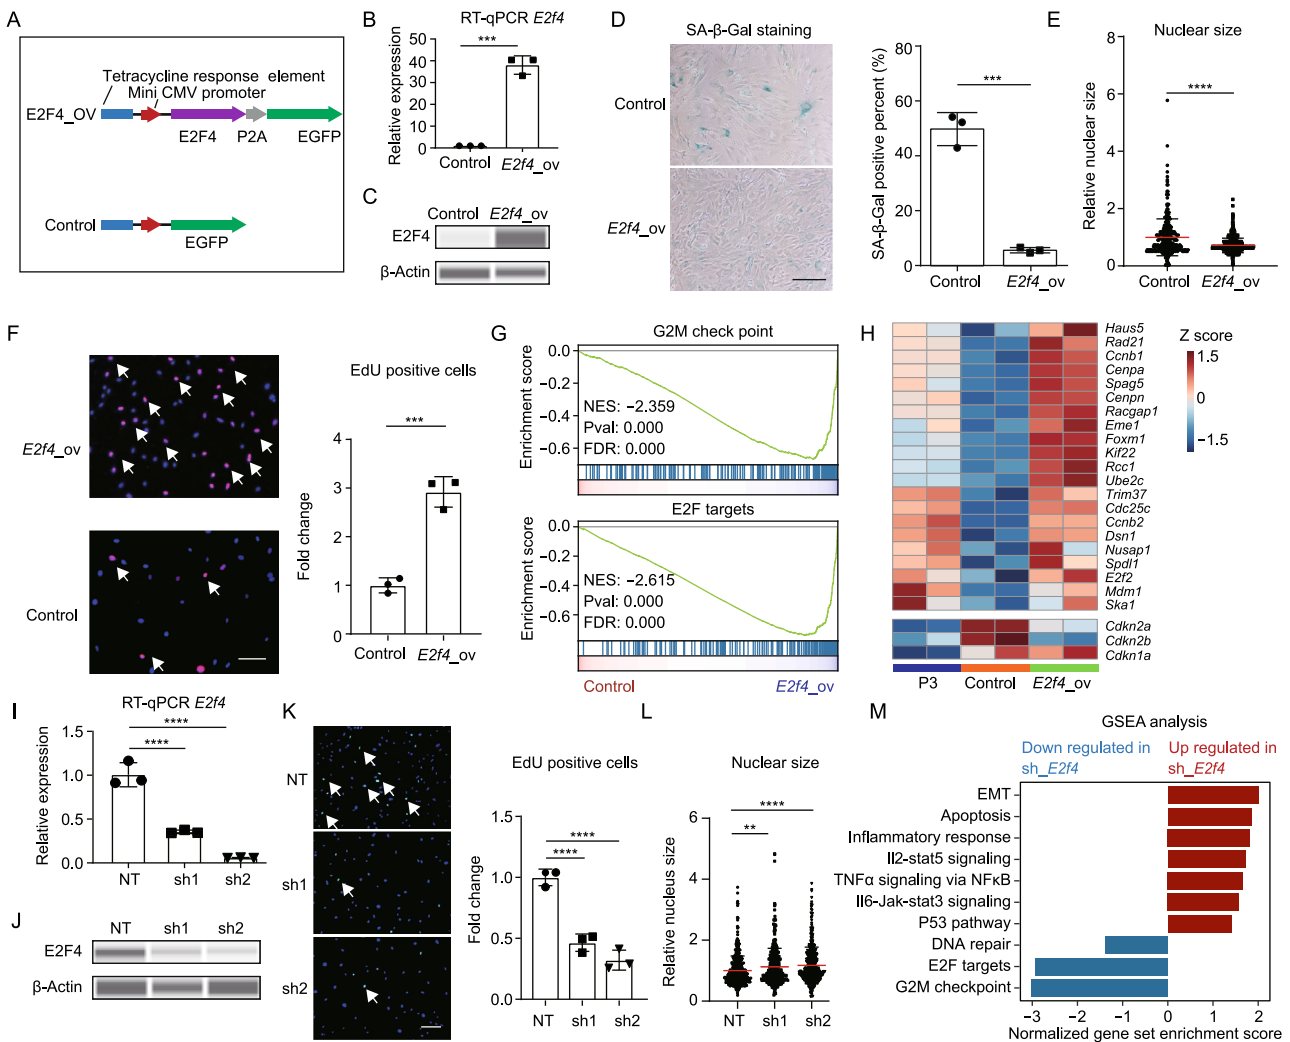 A
Tetracycline response element
Mini CMV promoter
E2F4_OV
E2F4
P2A
EGFP
Control
EGFP
B
RT-qPCR E2f4
Relative expression
50
40
30
20
10
0
***
Control
E2f4_ov
C
Control E2f4_ov
E2F4
β-Actin
D
SA-β-Gal staining
Control
E2f4_ov
SA-β-Gal positive percent (%)
80
60
40
20
0
***
Control
E2f4_ov
E
Nuclear size
Relative nuclear size
8
6
4
2
0
****
Control
E2f4_ov
F
E2f4_ov
Control
EdU positive cells
Fold change
4
3
2
1
0
***
Control
E2f4_ov
G
G2M check point
Enrichment score
0.0
−0.2
−0.4
−0.6
NES: −2.359
Pval: 0.000
FDR: 0.000
E2F targets
Enrichment score
0.0
−0.2
−0.4
−0.6
NES: −2.615
Pval: 0.000
FDR: 0.000
Control
E2f4_ov
H
Haus5
Rad21
Ccnb1
Cenpa
Spag5
Cenpn
Racgap1
Eme1
Foxm1
Kif22
Rcc1
Ube2c
Trim37
Cdc25c
Ccnb2
Dsn1
Nusap1
Spdl1
E2f2
Mdm1
Ska1
Cdkn2a
Cdkn2b
Cdkn1a
P3
Control
E2f4_ov
Z score
1.5
0
−1.5
I
RT-qPCR E2f4
Relative expression
1.5
1.0
0.5
0.0
****
****
NT
sh1
sh2
J
NT sh1 sh2
E2F4
β-Actin
K
NT
sh1
sh2
EdU positive cells
Fold change
1.5
1.0
0.5
0.0
****
****
NT
sh1
sh2
L
Nuclear size
Relative nucleus size
6
4
2
0
****
**
NT
sh1
sh2
M
GSEA analysis
Down regulated in
sh_E2f4
Up regulated in
sh_E2f4
EMT
Apoptosis
Inflammatory response
Il2-stat5 signaling
TNFα signaling via NFκB
Il6-Jak-stat3 signaling
P53 pathway
DNA repair
E2F targets
G2M checkpoint
−3 −2 −1 0 1 2
Normalized gene set enrichment score